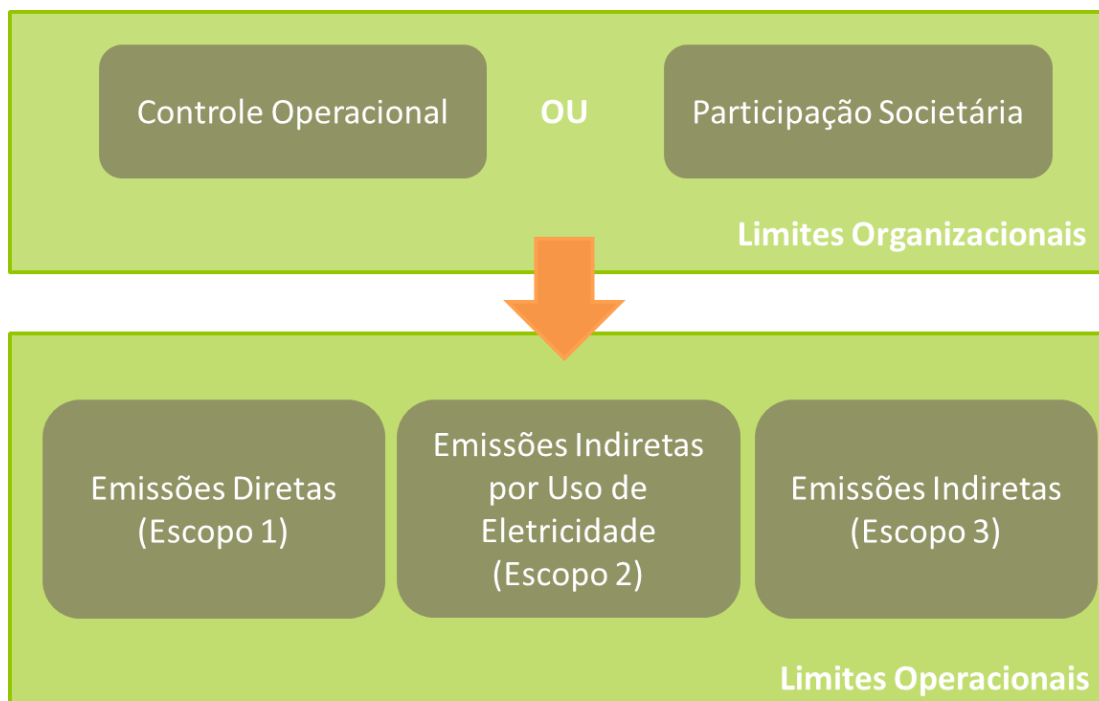 Controle Operacional
OU
Participação Societária
Limites Organizacionais
Emissões Diretas
(Escopo 1)
Emissões Indiretas
por Uso de
Eletricidade
(Escopo 2)
Emissões Indiretas
(Escopo 3)
Limites Operacionais